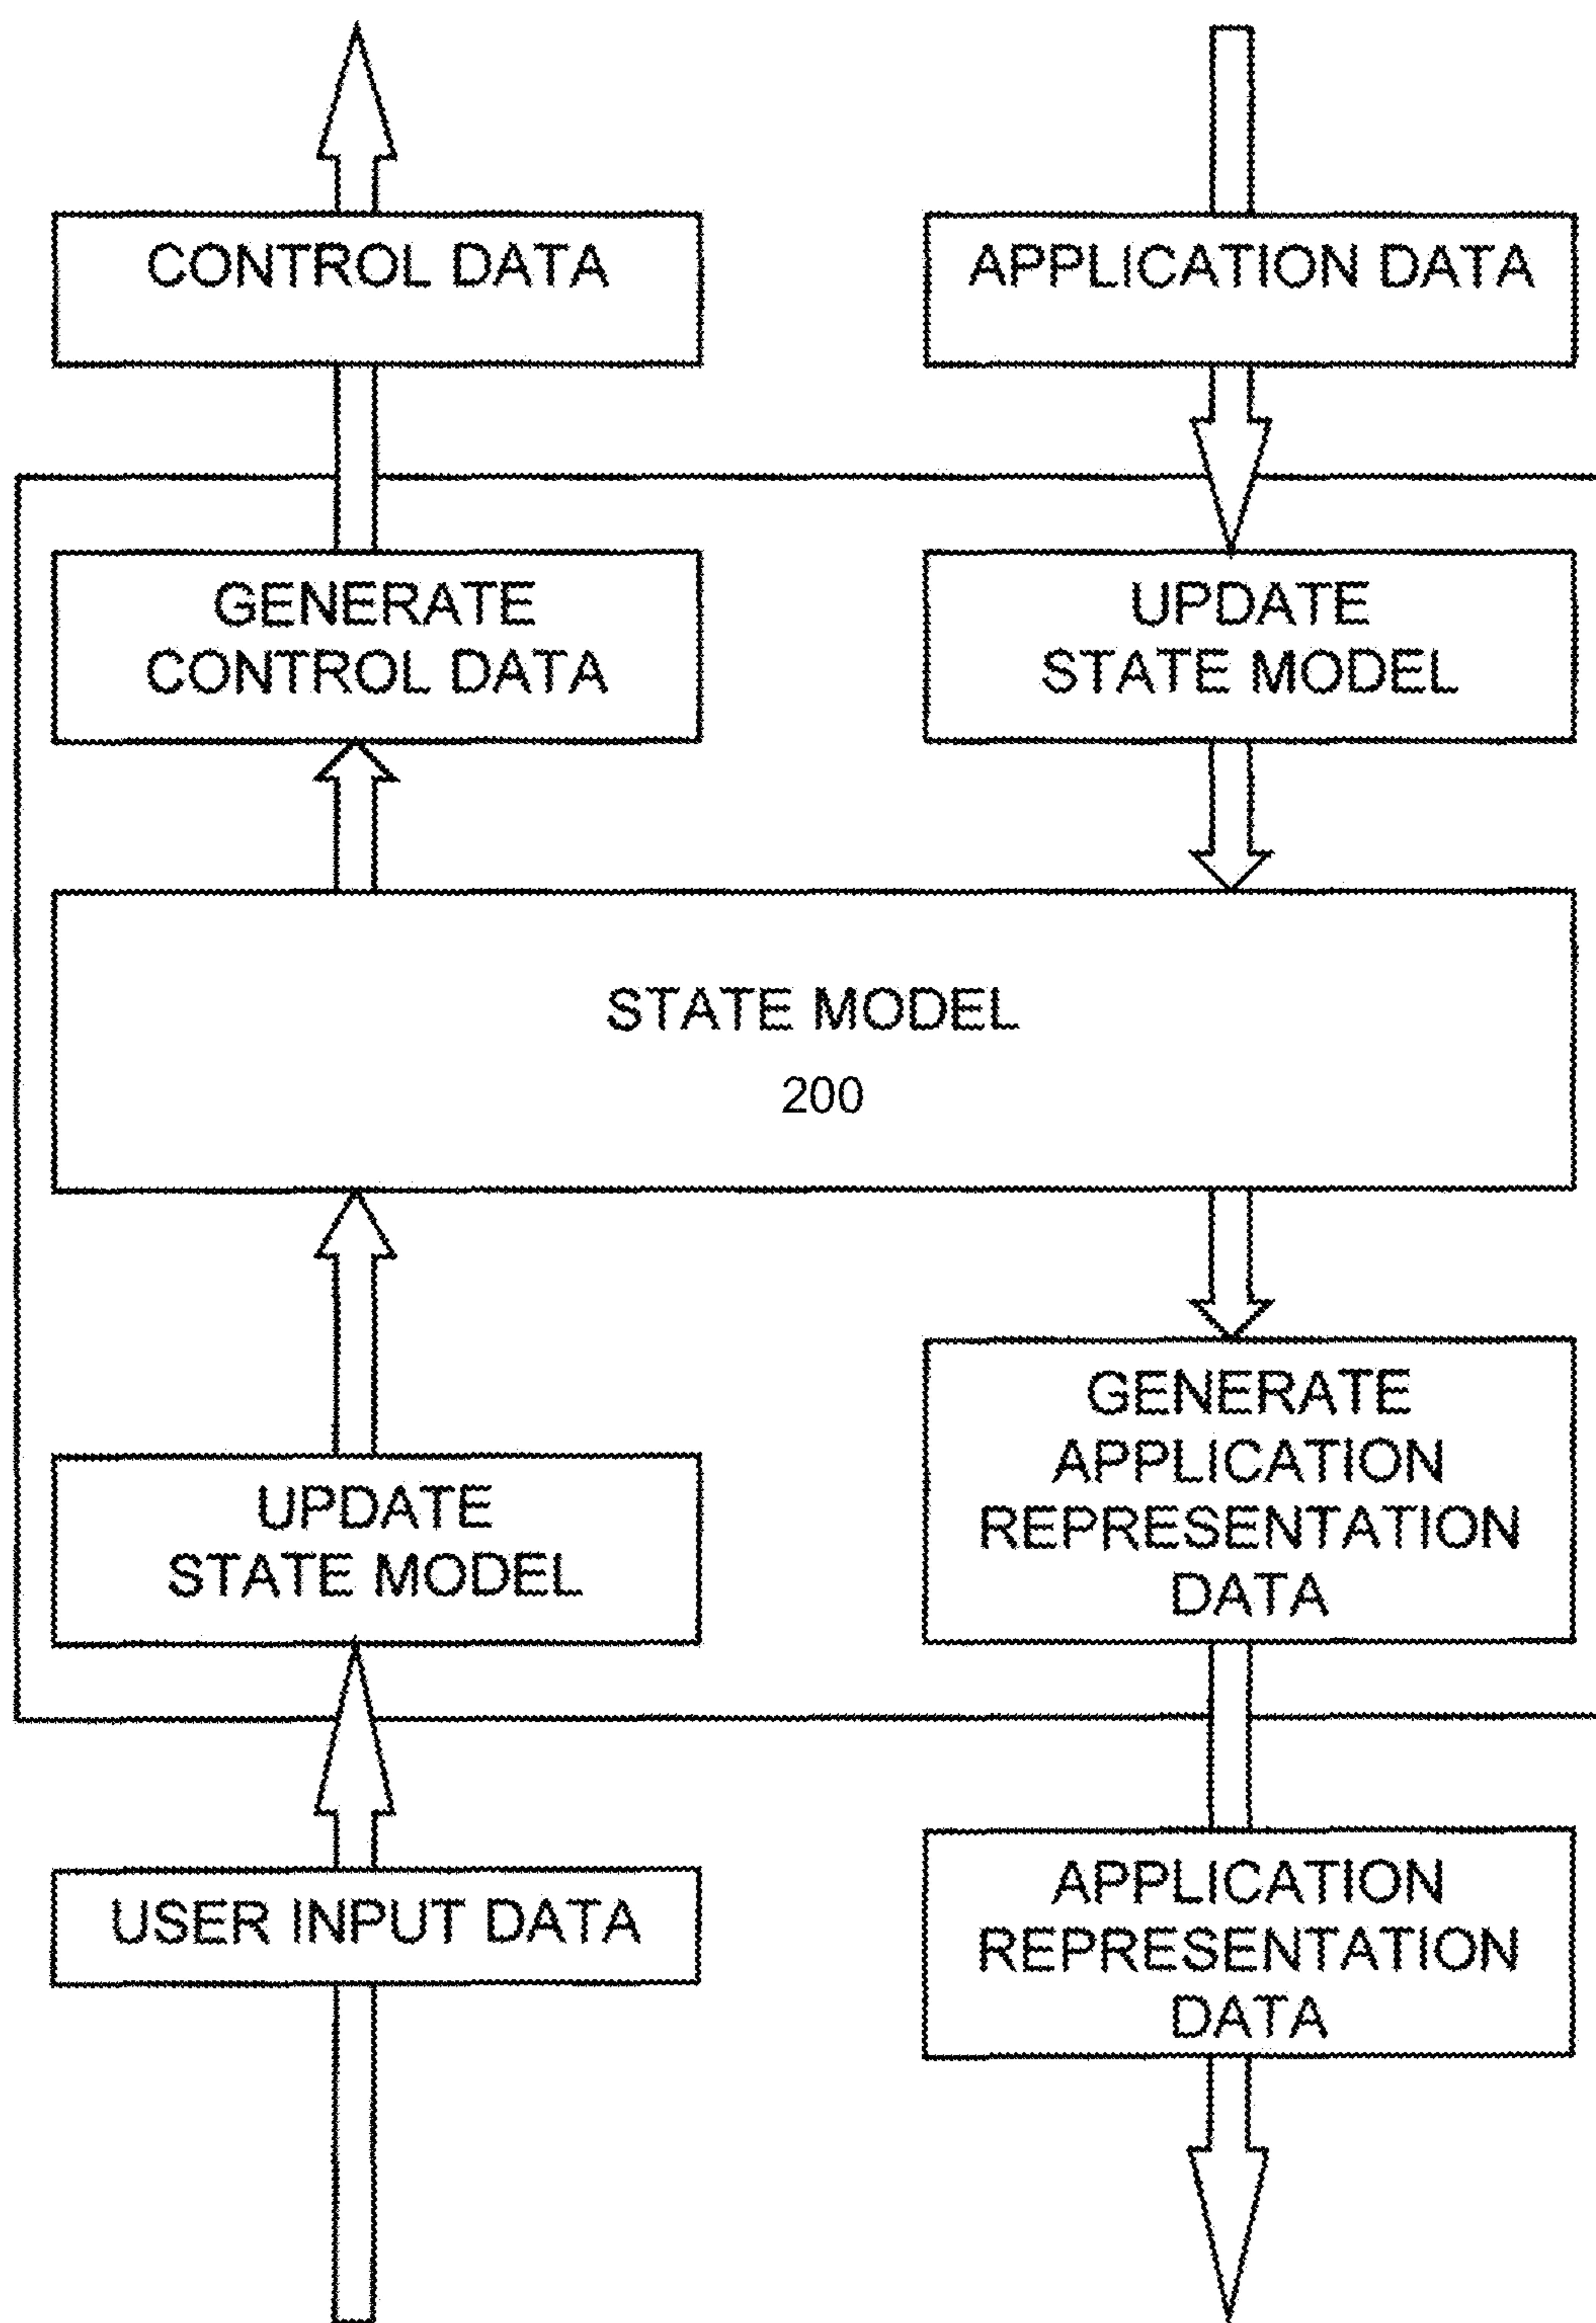 CONTROL DATA
APPLICATION DATA
GENERATE
CONTROL DATA
UPDATE
STATE MODEL
STATE MODEL
200
GENERATE
APPLICATION
REPRESENTATION
DATA
UPDATE
STATE MODEL
USER INPUT DATA
APPLICATION
REPRESENTATION
DATA